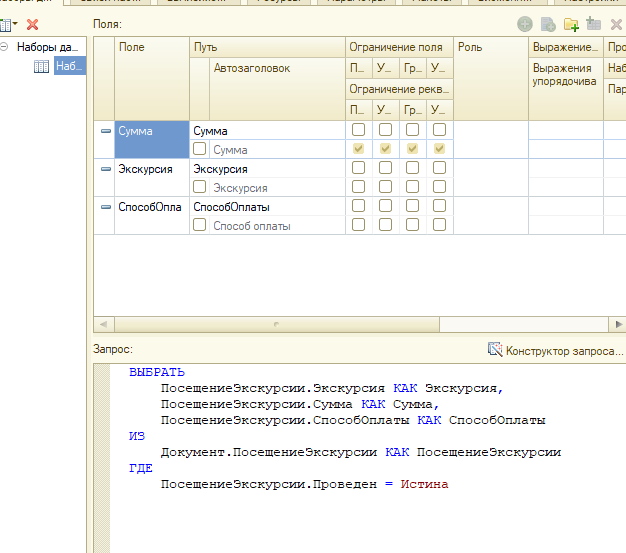 Поля:
Наборы да...
Наб...
Поле
Путь
Автозаголовок
Ограничение поля
П... У... Гр... У...
Ограничение рекв...
П... У... Гр... У...
Роль
Выражение...
Выражения
упорядочива
Сумма Сумма
Сумма
Экскурсия Экскурсия
Экскурсия
СпособОпла СпособОплаты
Способ оплаты
Запрос:
Конструктор запроса...
ВЫБРАТЬ
ПосещениеЭкскурсии.Экскурсия КАК Экскурсия,
ПосещениеЭкскурсии.Сумма КАК Сумма,
ПосещениеЭкскурсии.СпособОплаты КАК СпособОплаты
ИЗ
Документ.ПосещениеЭкскурсии КАК ПосещениеЭкскурсии
ГДЕ
ПосещениеЭкскурсии.Проведен = Истина